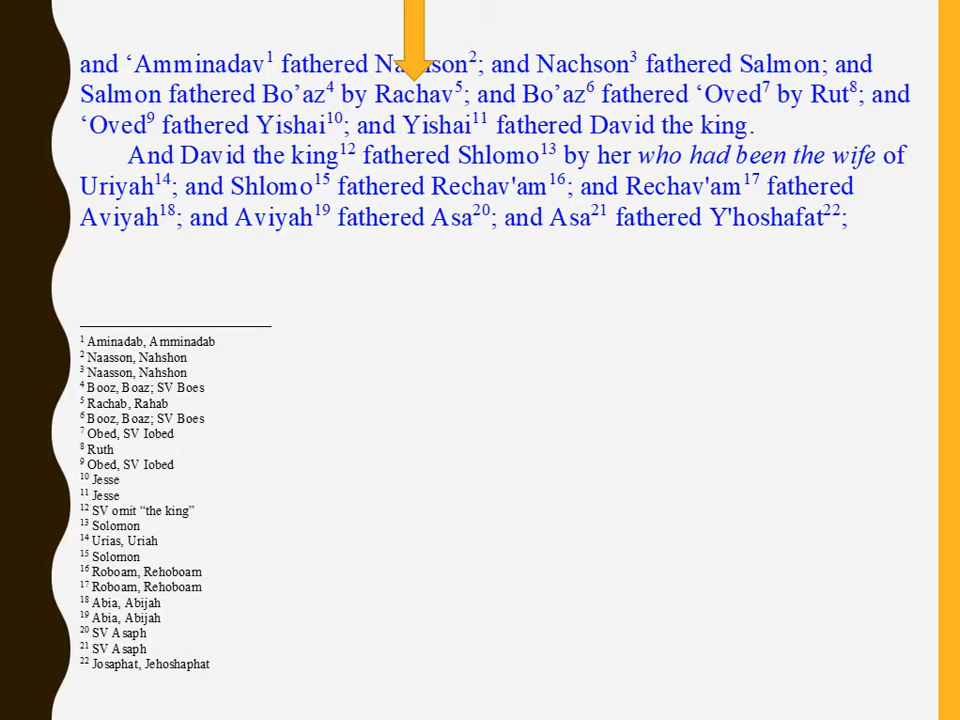 and ‘Amminadav¹ fathered Nachson²; and Nachson³ fathered Salmon; and
Salmon fathered Bo’az⁴ by Rachav⁵; and Bo’az⁶ fathered ‘Oved⁷ by Rut⁸; and
‘Oved⁹ fathered Yishai¹⁰; and Yishai¹¹ fathered David the king.
And David the king¹² fathered Shlomo¹³ by her who had been the wife of
Uriyah¹⁴; and Shlomo¹⁵ fathered Rechav'am¹⁶; and Rechav'am¹⁷ fathered
Aviyah¹⁸; and Aviyah¹⁹ fathered Asa²⁰; and Asa²¹ fathered Y'hoshafat²²;
¹ Aminadab, Amminadab
² Naasson, Nahshon
³ Naasson, Nahshon
⁴ Booz, Boaz; SV Boes
⁵ Rachab, Rahab
⁶ Booz, Boaz; SV Boes
⁷ Obed, SV Iobed
⁸ Ruth
⁹ Obed, SV Iobed
¹⁰ Jesse
¹¹ Jesse
¹² SV omit “the king”
¹³ Solomon
¹⁴ Urias, Uriah
¹⁵ Solomon
¹⁶ Roboam, Rehoboam
¹⁷ Roboam, Rehoboam
¹⁸ Abia, Abijah
¹⁹ Abia, Abijah
²⁰ SV Asaph
²¹ SV Asaph
²² Josaphat, Jehoshaphat